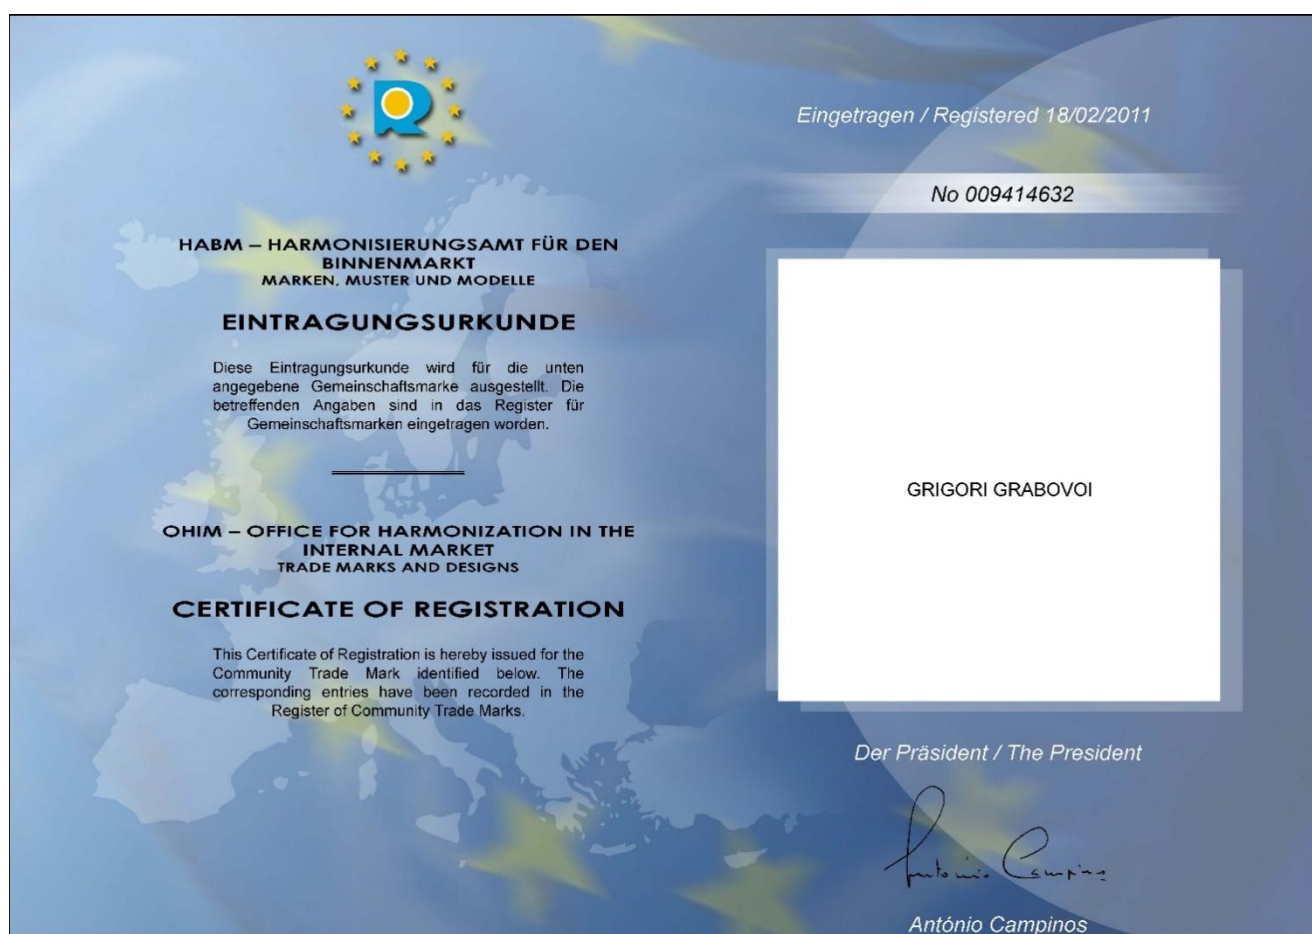 HABM – HARMONISIERUNGSAMT FÜR DEN
BINNENMARKT
MARKEN, MUSTER UND MODELLE
EINTRAGUNGSURKUNDE
Diese Eintragungsurkunde wird für die unten
angegebene Gemeinschaftsmarke ausgestellt. Die
betreffenden Angaben sind in das Register für
Gemeinschaftsmarken eingetragen worden.
OHIM – OFFICE FOR HARMONIZATION IN THE
INTERNAL MARKET
TRADE MARKS AND DESIGNS
CERTIFICATE OF REGISTRATION
This Certificate of Registration is hereby issued for the
Community Trade Mark identified below. The
corresponding entries have been recorded in the
Register of Community Trade Marks.
Eingetragen / Registered 18/02/2011
No 009414632
GRIGORI GRABOVOI
Der Präsident / The President
António Campinos
António Campinos